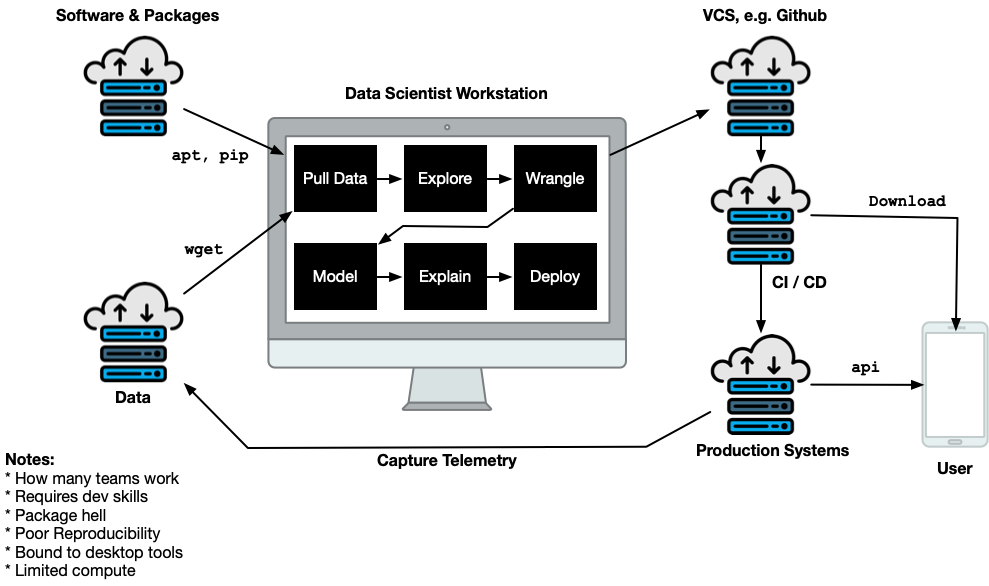 Software & Packages
VCS, e.g. Github
Data Scientist Workstation
apt, pip
Pull Data
Explore
Wrangle
Download
wget
Model
Explain
Deploy
CI / CD
api
Data
Production Systems
Capture Telemetry
User
Notes:
* How many teams work
* Requires dev skills
* Package hell
* Poor Reproducibility
* Bound to desktop tools
* Limited compute